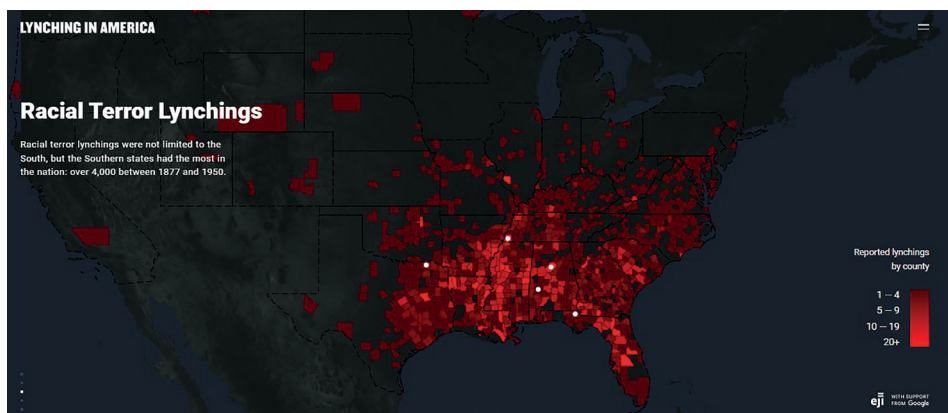 LYNCHING IN AMERICA
Racial Terror Lynchings
Racial terror lynchings were not limited to the
South, but the Southern states had the most in
the nation: over 4,000 between 1877 and 1950.
Reported lynchings
by county
1 — 4
5 — 9
10 — 19
20+
eji WITH SUPPORT
FROM Google